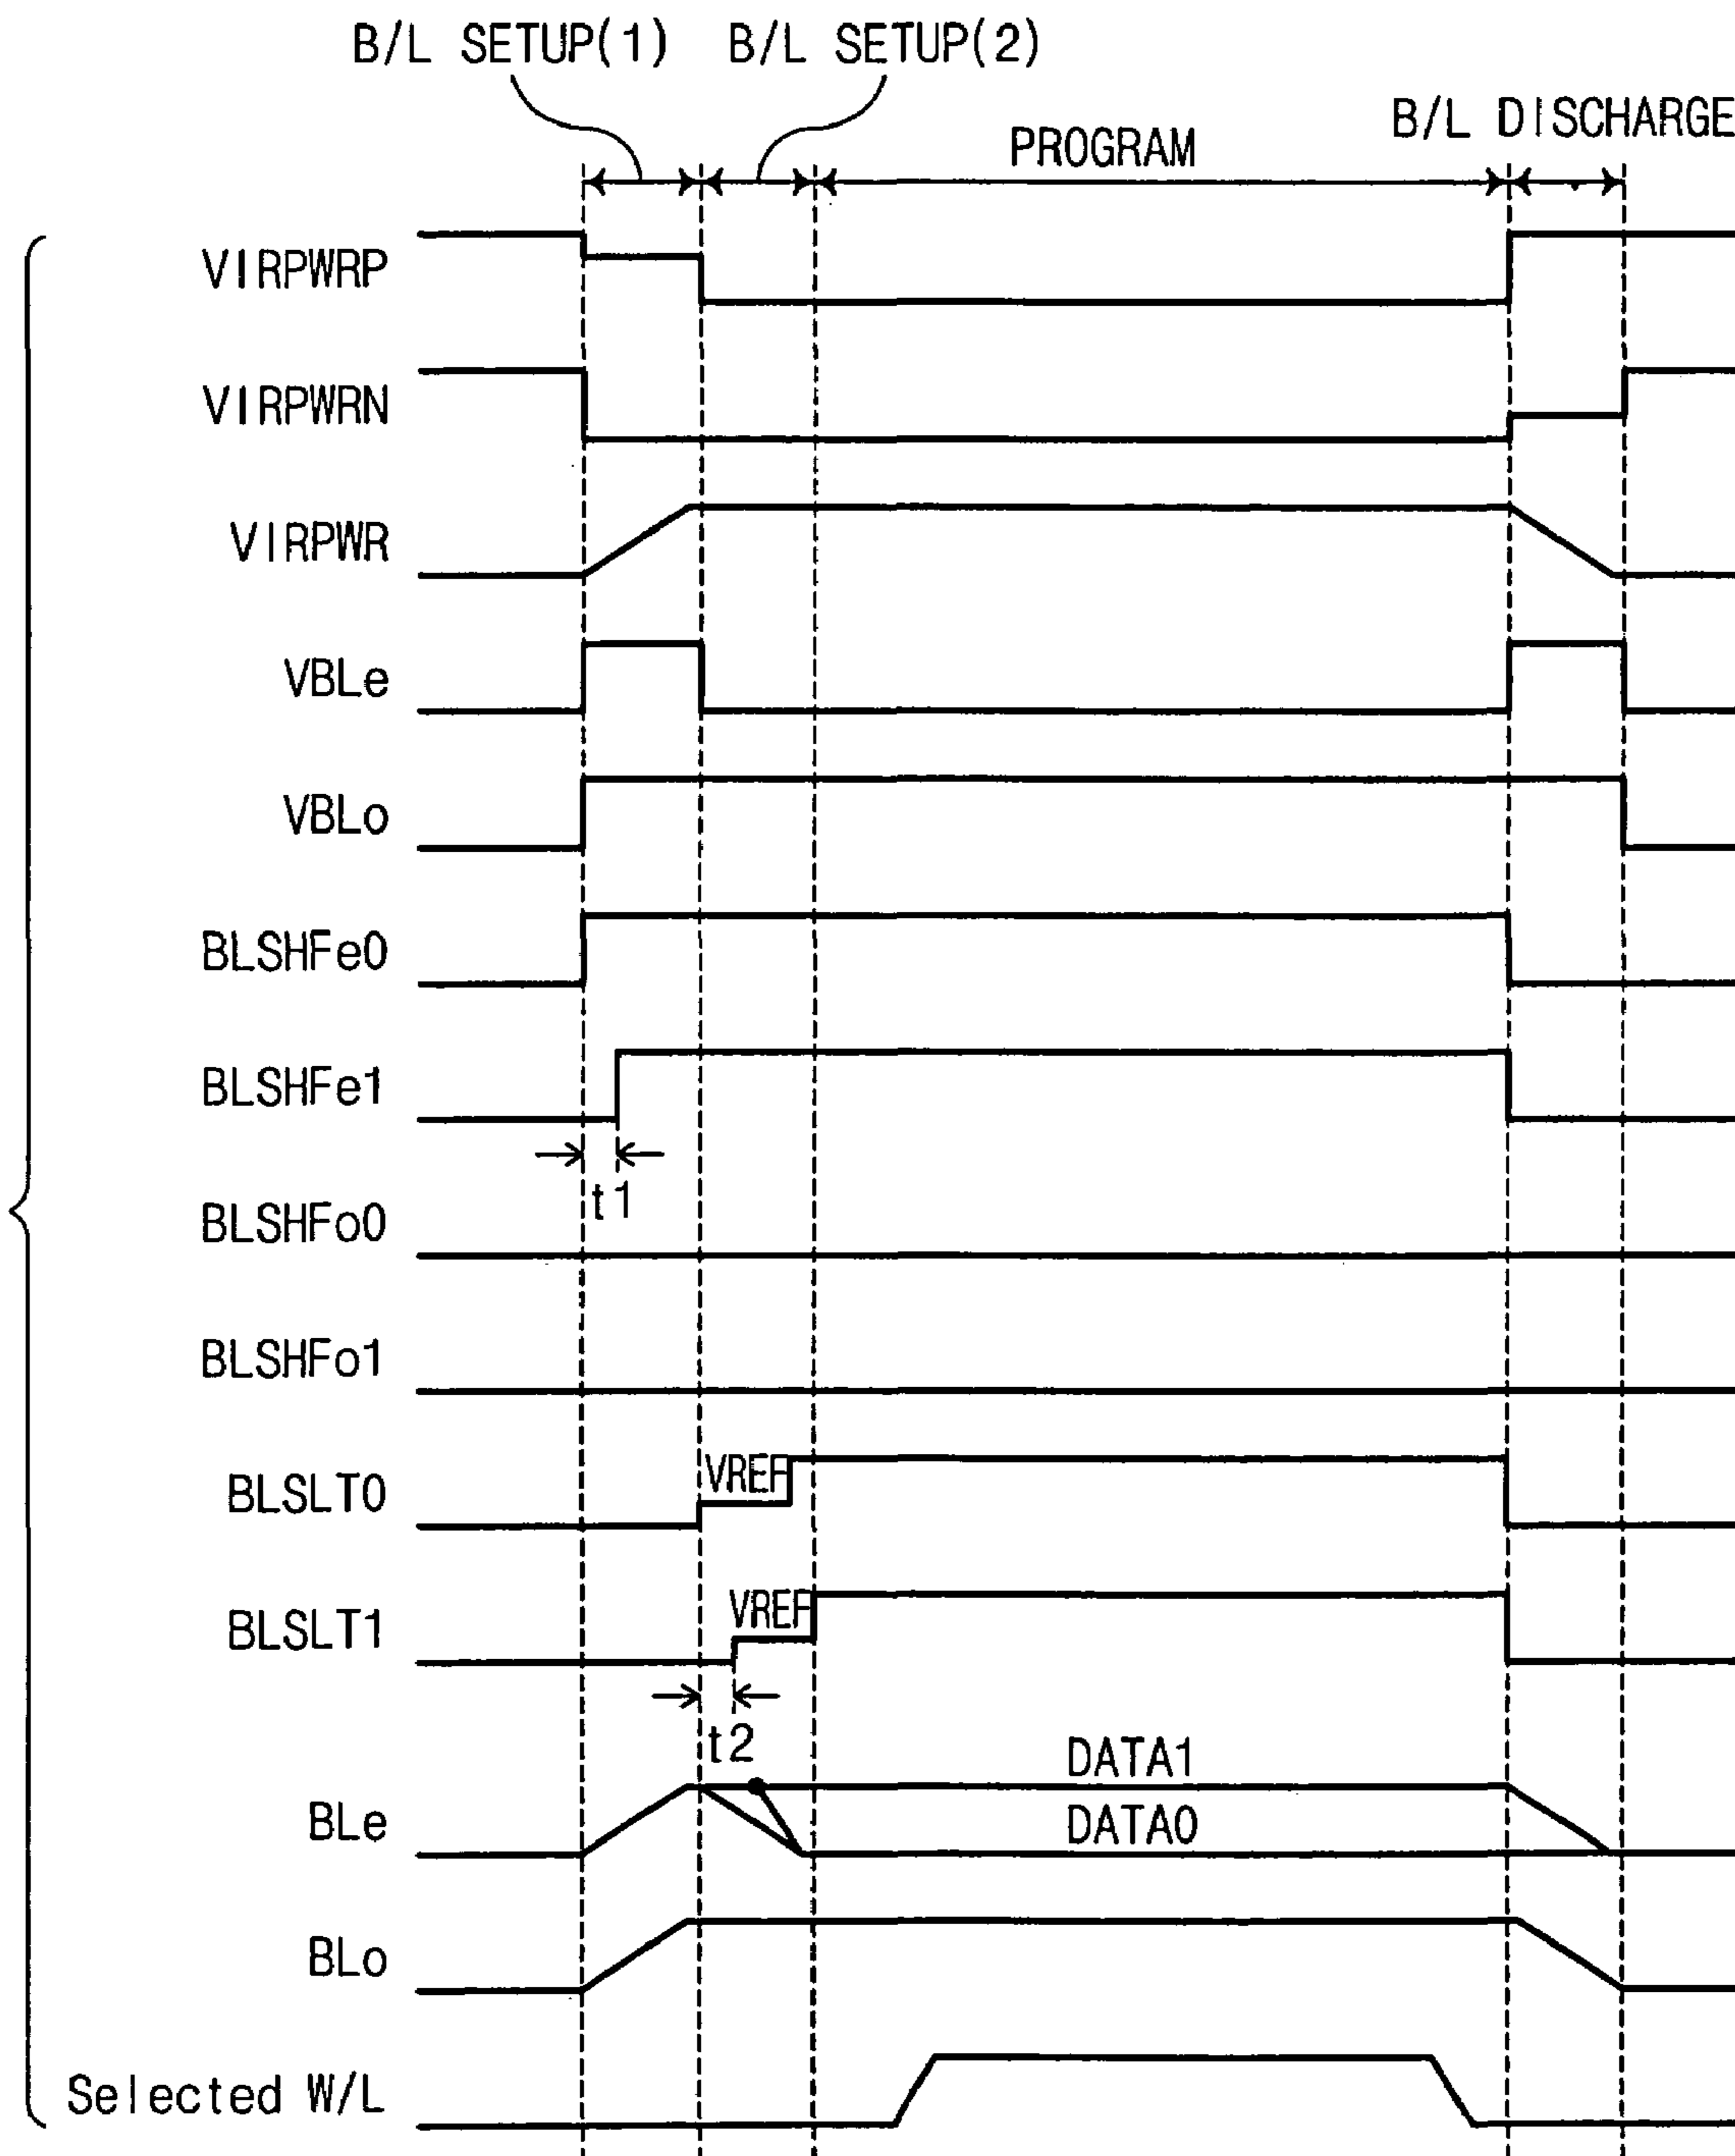 B/L SETUP(1) B/L SETUP(2)
B/L DISCHARGE
PROGRAM
VIRPWRP
VIRPWRN
VIRPWR
VBLe
VBLo
BLSHFe0
BLSHFe1
t1
BLSHFo0
BLSHFo1
VREF
BLSLT0
VREF
BLSLT1
t2
DATA1
BLe
DATA0
BLo
Selected W/L